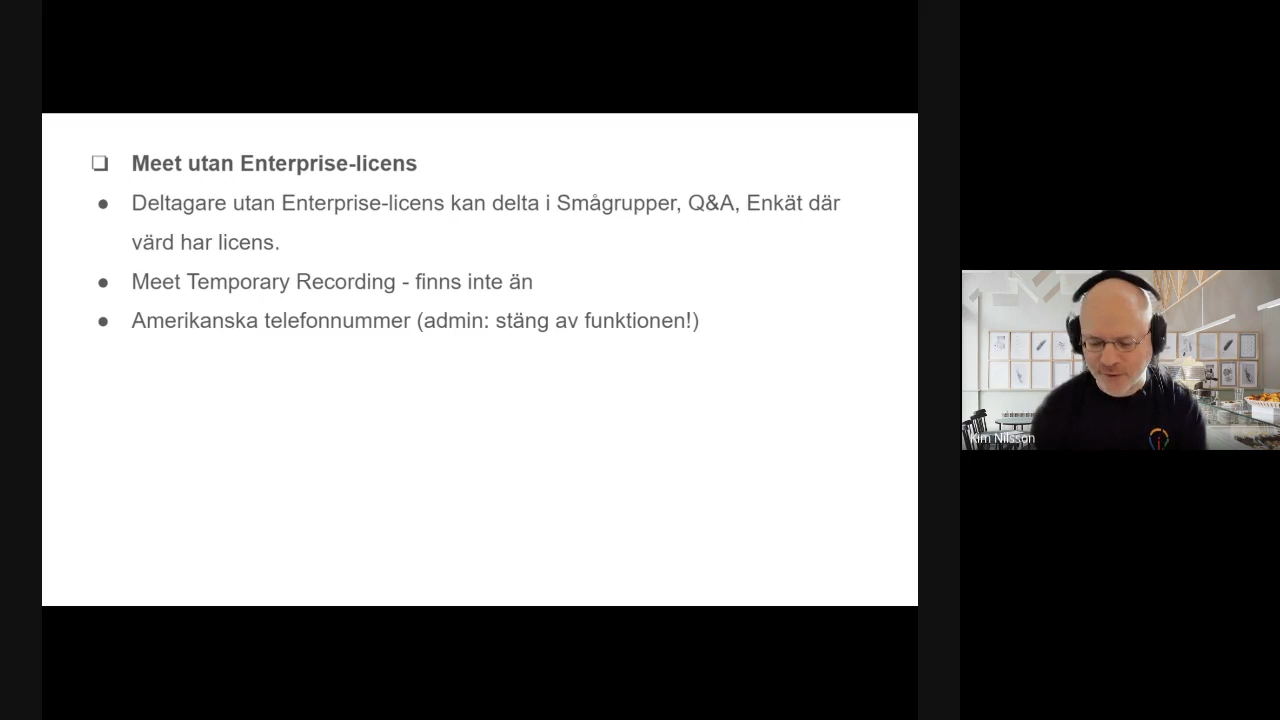 Meet utan Enterprise-licens
Deltagare utan Enterprise-licens kan delta i Smågrupper, Q&A, Enkät där
värd har licens.
Meet Temporary Recording - finns inte än
Amerikanska telefonnummer (admin: stäng av funktionen!)
Kim Nilsson